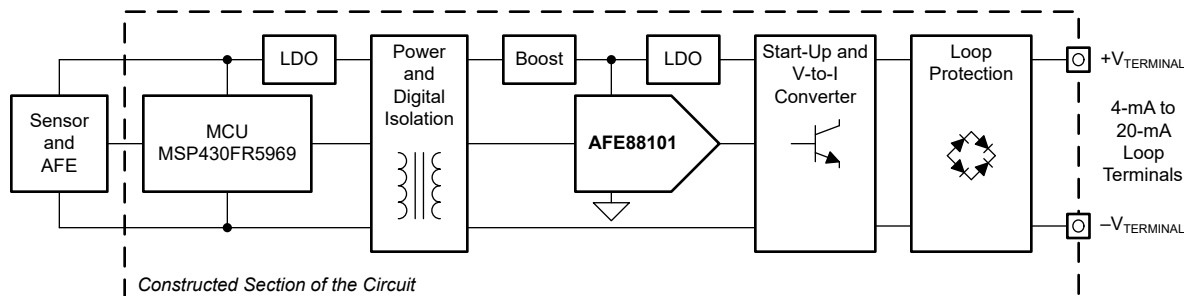 LDO
Power
and
Digital
Isolation
Boost
LDO
Start-Up and
V-to-I
Converter
Loop
Protection
+VTERMINAL
Sensor
and
AFE
MCU
MSP430FR5969
AFE88101
4-mA to
20-mA
Loop
Terminals
–VTERMINAL
Constructed Section of the Circuit